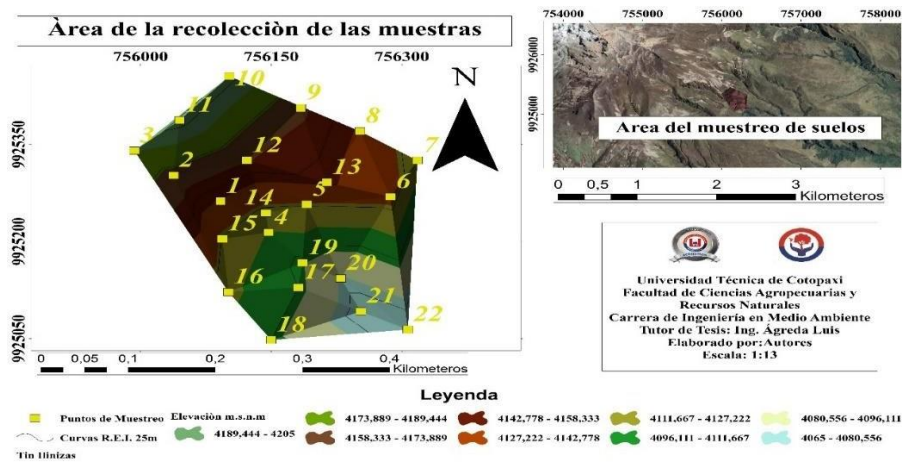 Àrea de la recolecciòn de las muestras
756000 756150 756300
N
9925350
9925200
9925050
10
11
9
8
3
7
12
2
13
1
14
5
6
4
15
19
20
16
17
21
22
18
0 0,05 0,1 0,2 0,3 0,4
Kilometeros
754000 755000 756000 757000 758000
9926000
9925000
Area del muestreo de suelos
0 0,5 1 2 3
Kilometeros
Universidad Técnica de Cotopaxi
Facultad de Ciencias Agropecuarias y
Recursos Naturales
Carrera de Ingeniería en Medio Ambiente
Tutor de Tesis: Ing. Ágreda Luis
Elaborado por:Autores
Escala: 1:13
Leyenda
Puntos de Muestreo
Curvas R.E.I. 25m
Tin Ilinizas
Elevaciòn m.s.n.m
4189,444 - 4205
4173,889 - 4189,444
4158,333 - 4173,889
4142,778 - 4158,333
4127,222 - 4142,778
4111,667 - 4127,222
4096,111 - 4111,667
4080,556 - 4096,111
4065 - 4080,556